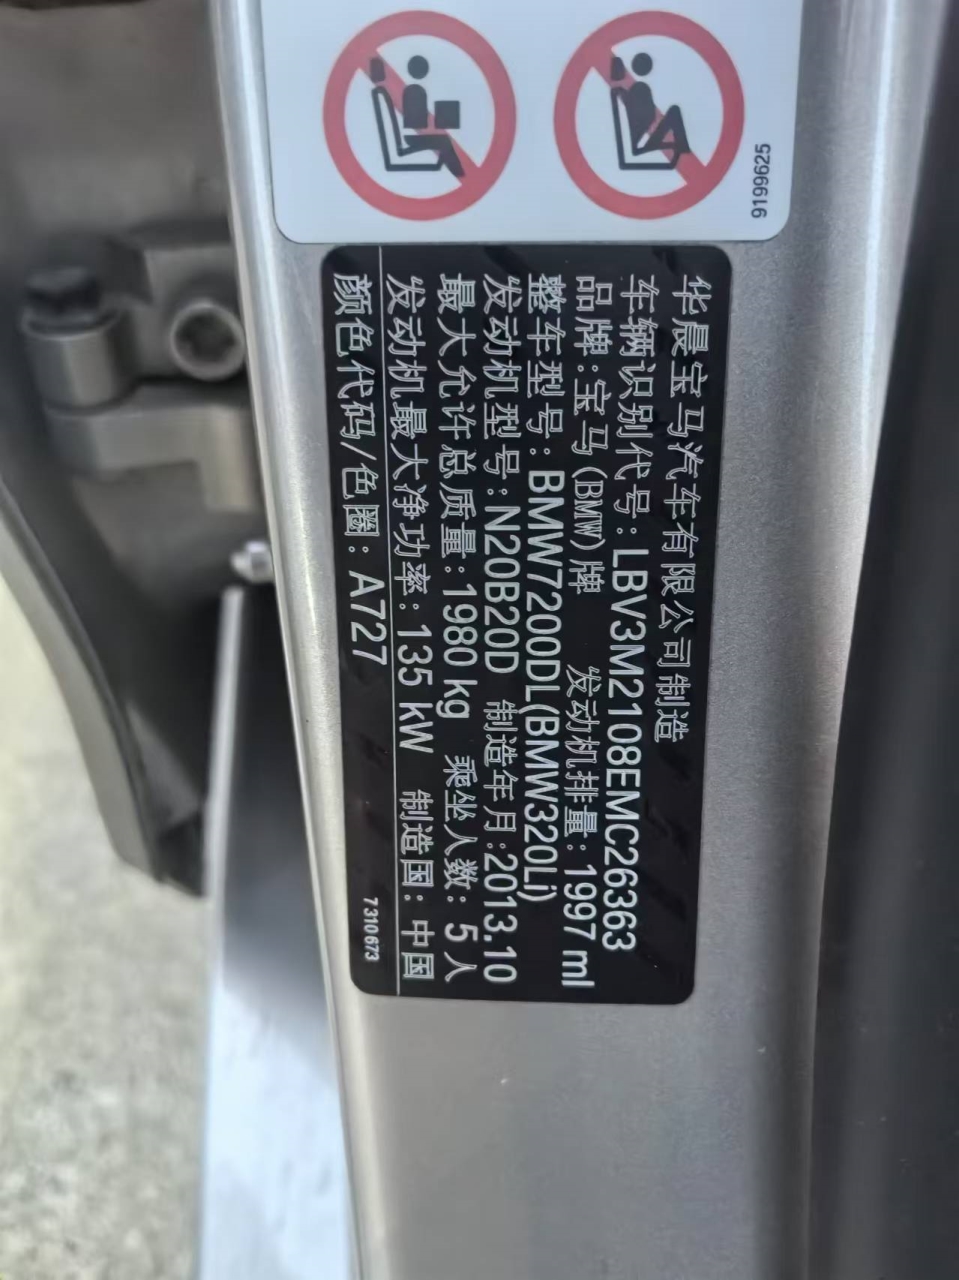 9199625
华晨宝马汽车有限公司制造
车辆识别代号:LBV3M2108EMC26363
品牌:宝马(BMW)牌 发动机排量:1997 ml
整车型号:BMW7200DL(BMW320Li)
发动机型号:N20B20D 制造年月:2013.10
最大允许总质量:1980 kg 乘坐人数:5人
发动机最大净功率:135 kW 制造国:中国
颜色代码/色圈:A727
7310673